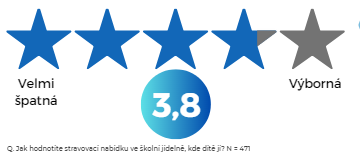 Velmi
špatná
Výborná
3,8
Q. Jak hodnotíte stravovací nabídku ve školní jídelně, kde dítě jí? N = 471